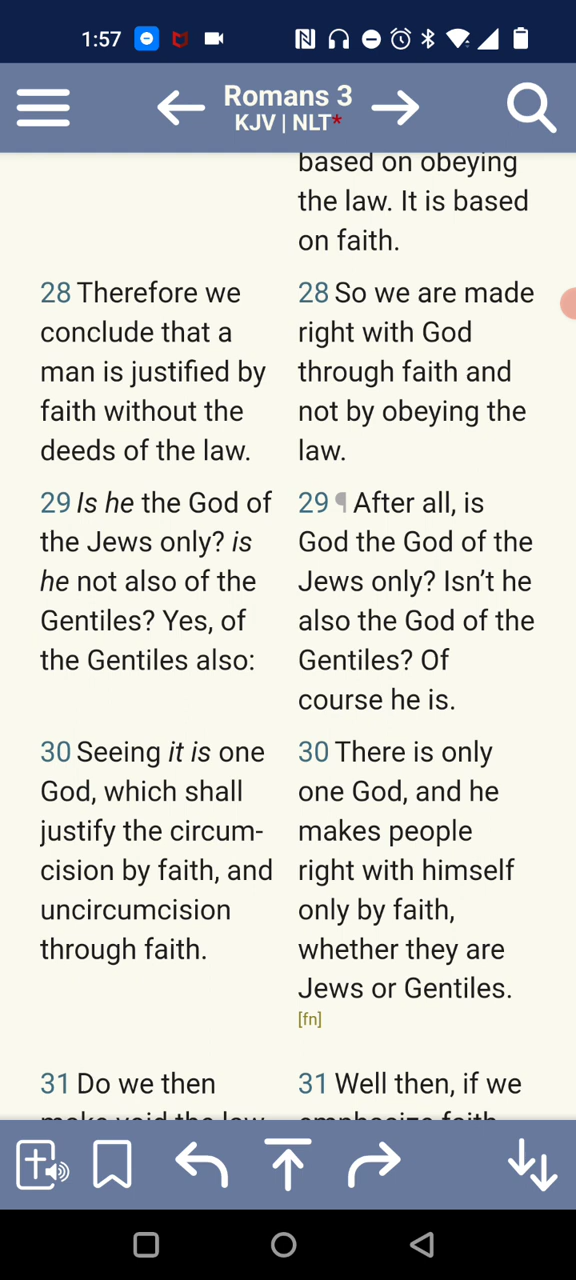 1:57
Romans 3
KJV | NLT*
based on obeying
the law. It is based
on faith.
28 Therefore we
conclude that a
man is justified by
faith without the
deeds of the law.
28 So we are made
right with God
through faith and
not by obeying the
law.
29 Is he the God of
the Jews only? is
he not also of the
Gentiles? Yes, of
the Gentiles also:
29 ¶ After all, is
God the God of the
Jews only? Isn’t he
also the God of the
Gentiles? Of
course he is.
30 Seeing it is one
God, which shall
justify the circum-
cision by faith, and
uncircumcision
through faith.
30 There is only
one God, and he
makes people
right with himself
only by faith,
whether they are
Jews or Gentiles.
[fn]
31 Do we then
make void the law
31 Well then, if we
emphasize faith